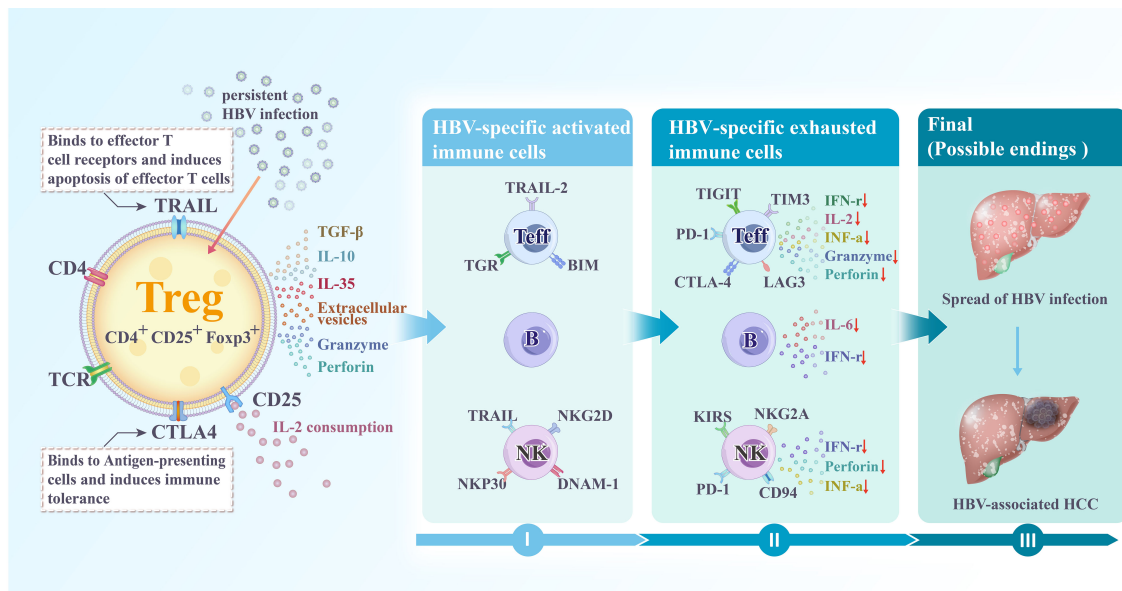 persistent
HBV infection
Binds to effector T
cell receptors and induces
apoptosis of effector T cells
TRAIL
CD4
Treg
CD4+ CD25+ Foxp3+
TCR
CTLA4
CD25
IL-2 consumption
Binds to Antigen-presenting
cells and induces immune
tolerance
TGF-β
IL-10
IL-35
Extracellular
vesicles
Granzyme
Perforin
HBV-specific activated
immune cells
TRAIL-2
Teff
TGR
BIM
B
TRAIL
NKG2D
NK
NKP30
DNAM-1
I
HBV-specific exhausted
immune cells
TIGIT
TIM3
PD-1
Teff
CTLA-4
LAG3
IFN-r↓
IL-2↓
INF-a↓
Granzyme↓
Perforin↓
B
IL-6↓
IFN-r↓
KIRS
NKG2A
NK
PD-1
CD94
IFN-r↓
Perforin↓
INF-a↓
II
Final
(Possible endings )
Spread of HBV infection
HBV-associated HCC
III